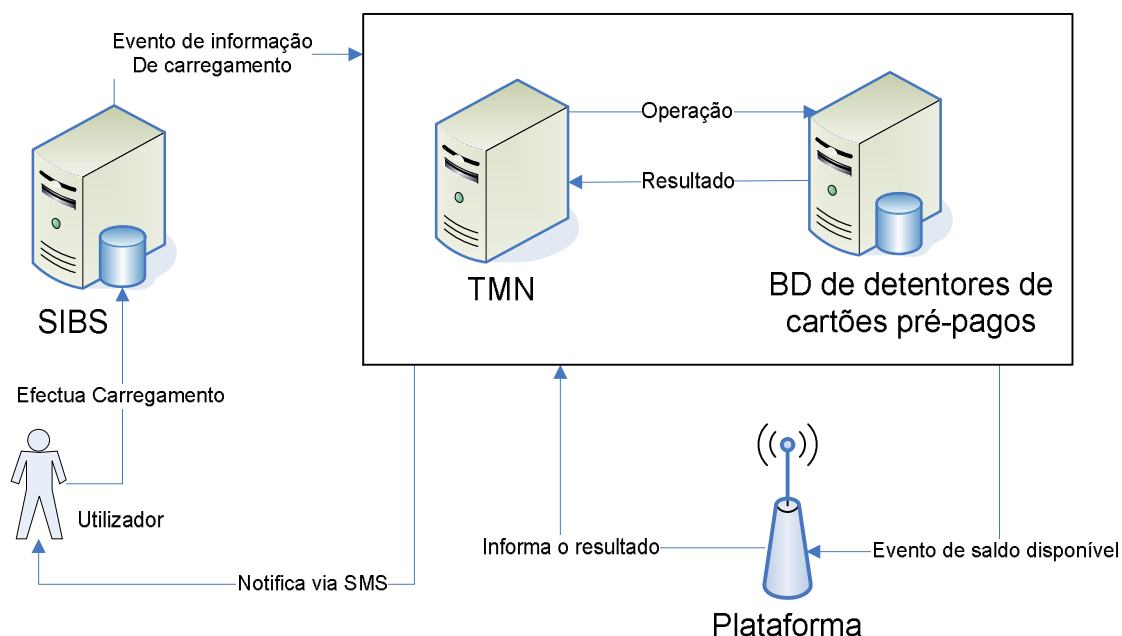 Evento de informação
De carregamento
Operação
Resultado
TMN
BD de detentores de
cartões pré-pagos
SIBS
Efectua Carregamento
Utilizador
Informa o resultado
Evento de saldo disponível
Notifica via SMS
Plataforma